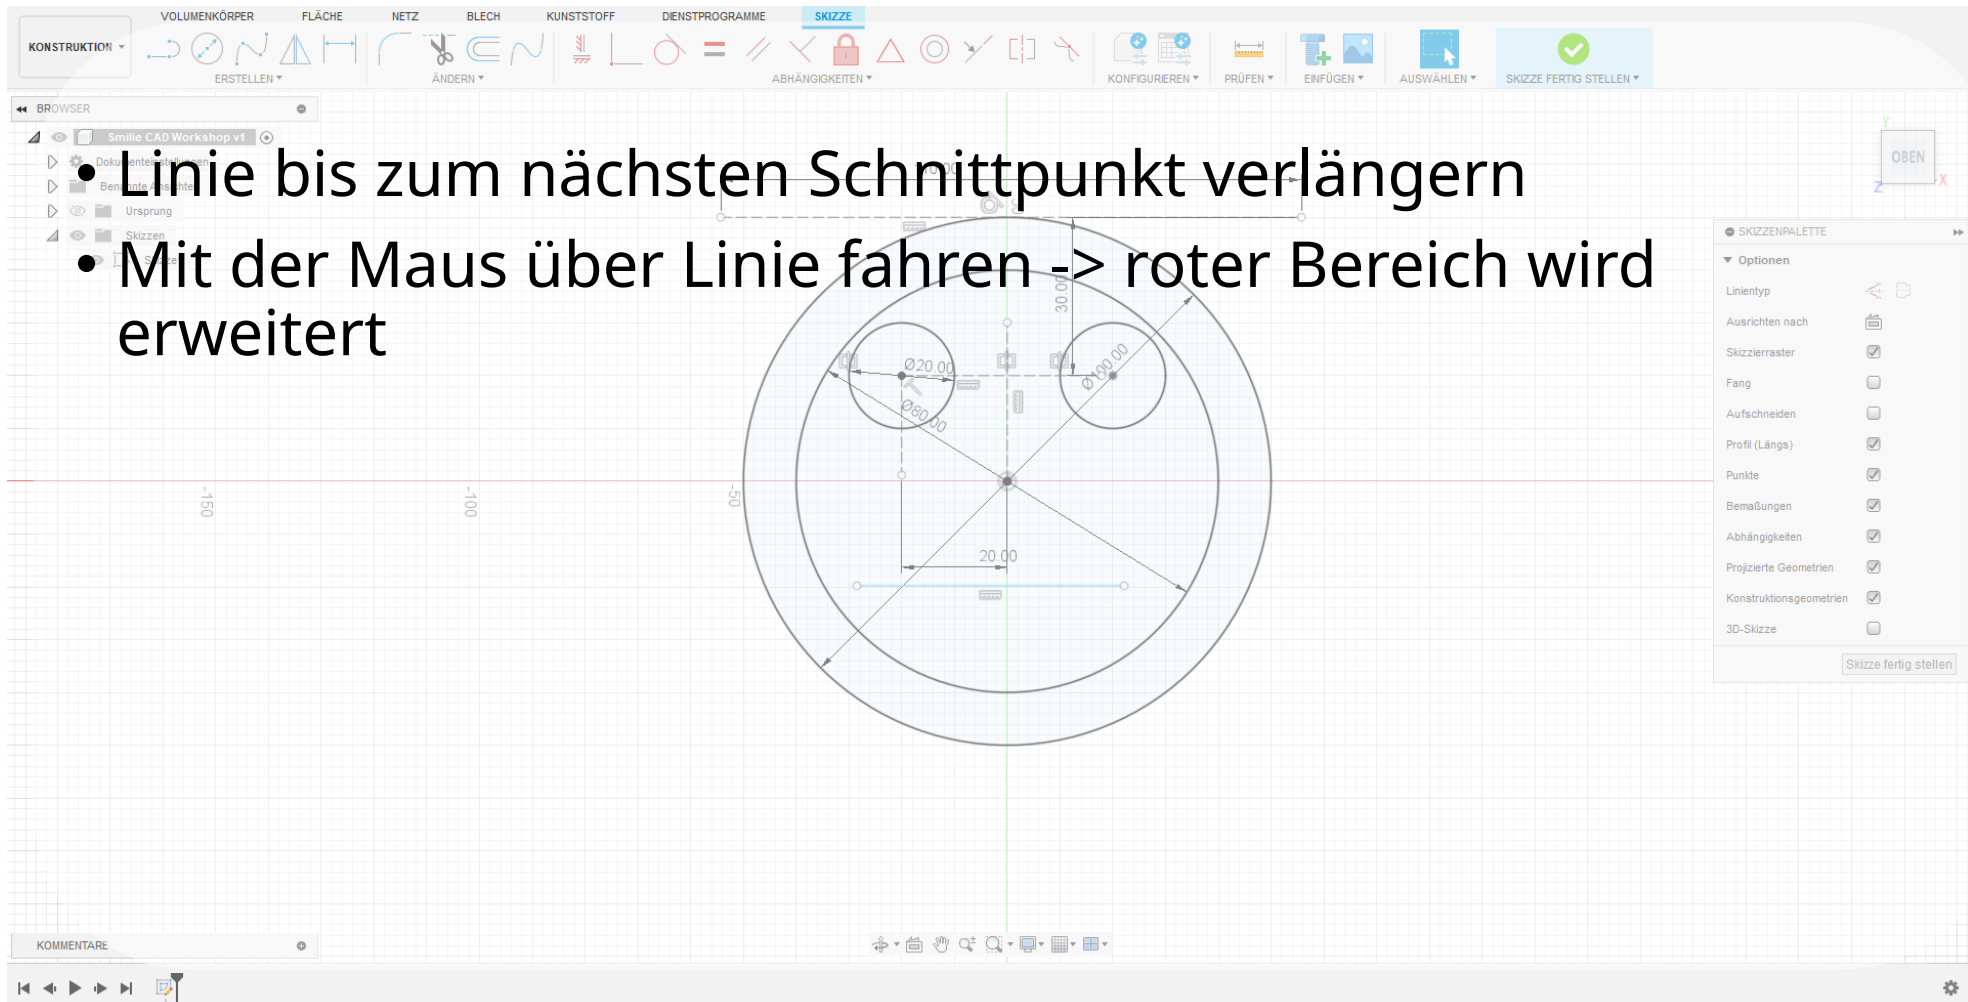 VOLUMENKÖRPER FLÄCHE NETZ BLECH KUNSTSTOFF DIENSTPROGRAMME SKIZZE
KONSTRUKTION
ERSTELLEN ÄNDERN ABHÄNGIGKEITEN KONFIGURIEREN PRÜFEN EINFÜGEN AUSWÄHLEN SKIZZE FERTIG STELLEN
BROWSER
Smilie CAD Workshop v1
Dokumenteinstellungen
Benannte Ansichten
Ursprung
Skizzen
• Linie bis zum nächsten Schnittpunkt verlängern
• Mit der Maus über Linie fahren -> roter Bereich wird
erweitert
Y
OBEN
Z
X
30.00
Ø20.00
Ø100.00
Ø80.00
-150
-100
-50
20.00
SKIZZENPALETTE
Optionen
Linientyp
Ausrichten nach
Skizzierraster
Fang
Aufschneiden
Profil (Längs)
Punkte
Bemaßungen
Abhängigkeiten
Projizierte Geometrien
Konstruktionsgeometrien
3D-Skizze
Skizze fertig stellen
KOMMENTARE